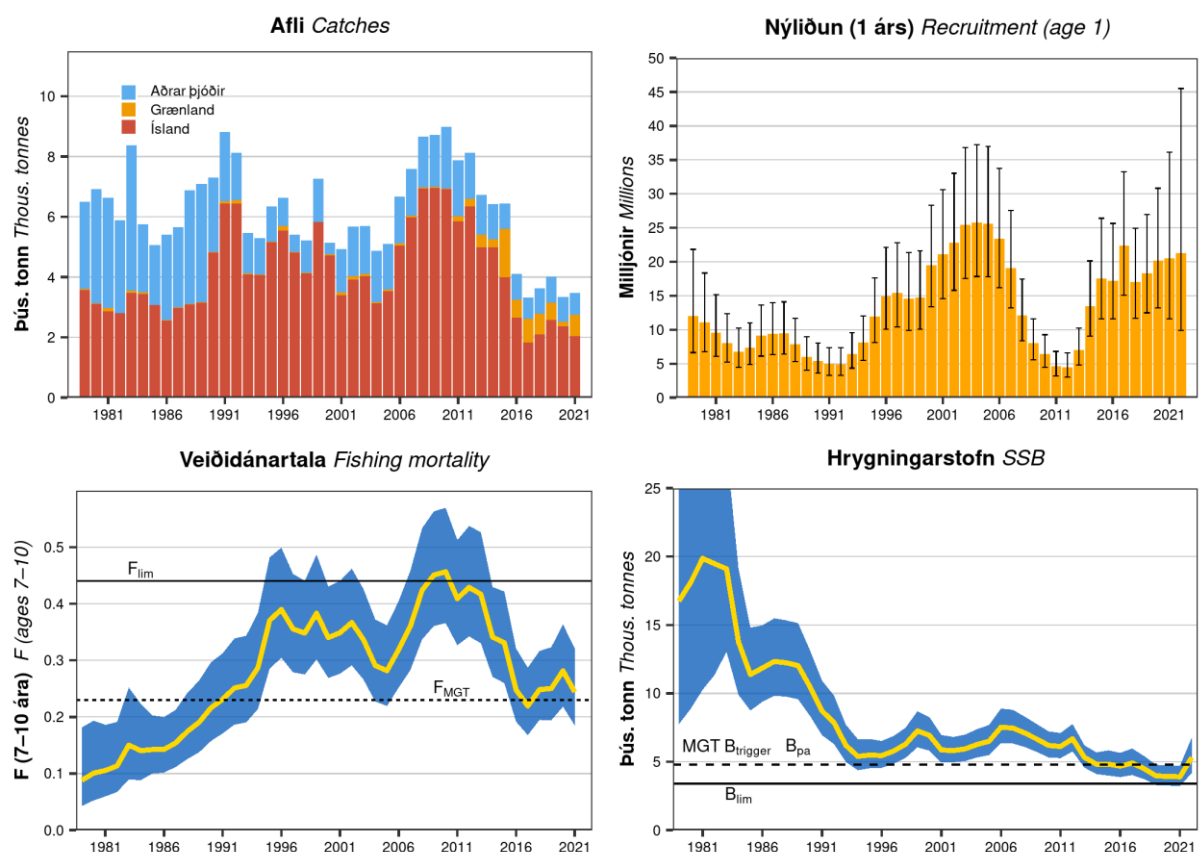 Afli Catches
Þús. tonn Thous. tonnes
10
8
6
4
2
0
Aðrar þjóðir
Grænland
Ísland
1981 1986 1991 1996 2001 2006 2011 2016 2021
Nýliðun (1 árs) Recruitment (age 1)
Milljónir Millions
50
45
40
35
30
25
20
15
10
5
0
1981 1986 1991 1996 2001 2006 2011 2016 2021
Veiðidánartala Fishing mortality
F (7–10 ára) F (ages 7–10)
0.5
0.4
0.3
0.2
0.1
0.0
Flim
FMGT
1981 1986 1991 1996 2001 2006 2011 2016 2021
Hrygningarstofn SSB
Þús. tonn Thous. tonnes
25
20
15
10
5
0
MGT Btrigger Bpa
Blim
1981 1986 1991 1996 2001 2006 2011 2016 2021